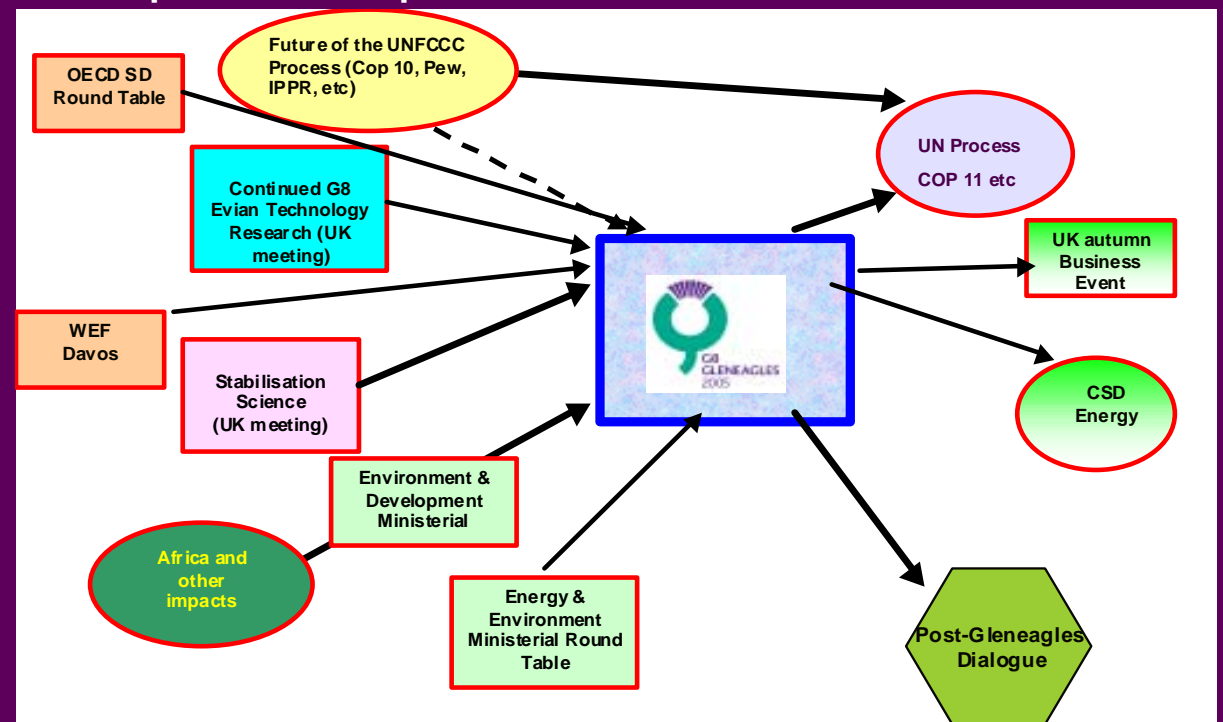 Future of the UNFCCC
Process (Cop 10, Pew,
IPPR, etc)
OECD SD
Round Table
UN Process
COP 11 etc
Continued G8
Evian Technology
Research (UK
meeting)
UK autumn
Business
Event
WEF
Davos
G8
GLENEAGLES
2005
Stabilisation
Science
(UK meeting)
CSD
Energy
Environment &
Development
Ministerial
Africa and
other
impacts
Energy &
Environment
Ministerial Round
Table
Post-Gleneagles
Dialogue